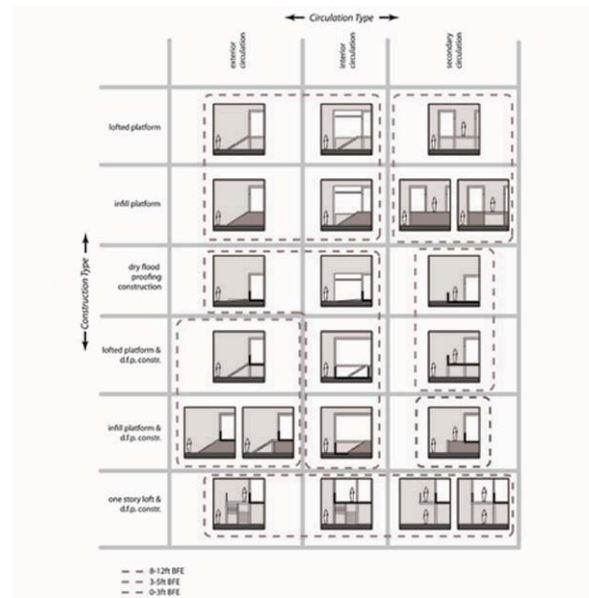 Circulation Type
exterior
circulation
interior
circulation
secondary
circulation
Construction Type
lofted platform
infill platform
dry flood
proofing
construction
lofted platform &
d.f.p. constr.
infill platform &
d.f.p. constr.
one story loft &
d.f.p. constr.
8-12ft BFE
3-5ft BFE
0-3ft BFE